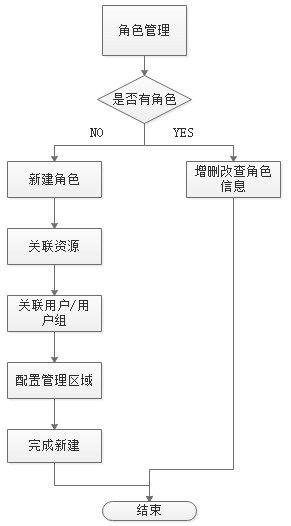 角色管理
是否有角色
NO
YES
新建角色
增删改查角色
信息
关联资源
关联用户/用
户组
配置管理区域
完成新建
结束